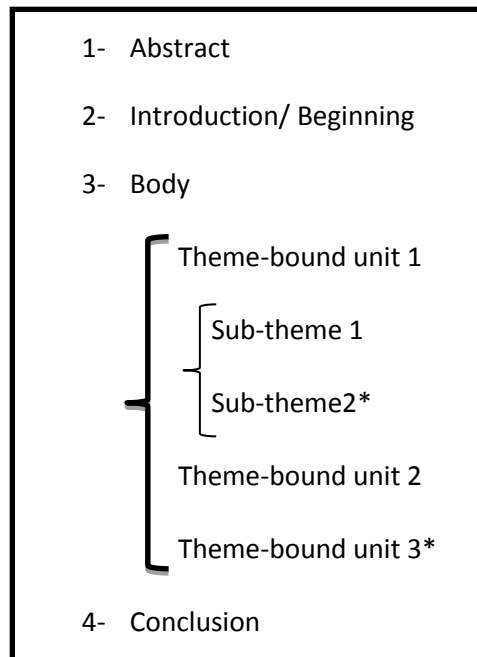 1- Abstract
2- Introduction/ Beginning
3- Body
Theme-bound unit 1
Sub-theme 1
Sub-theme2*
Theme-bound unit 2
Theme-bound unit 3*
4- Conclusion